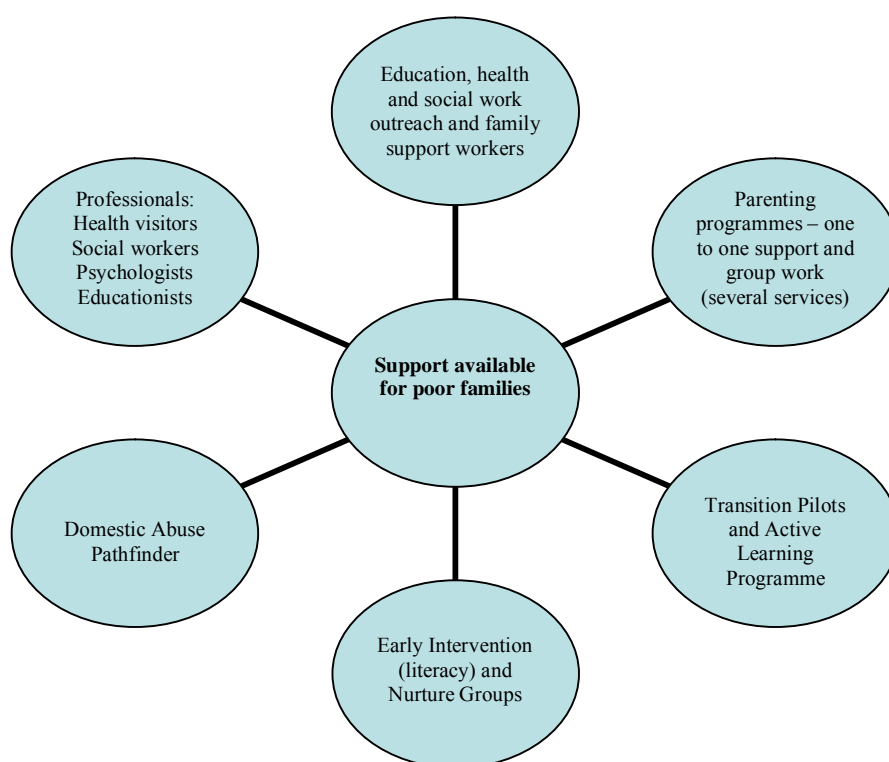 Education, health
and social work
outreach and family
support workers
Professionals:
Health visitors
Social workers
Psychologists
Educationists
Parenting
programmes – one
to one support and
group work
(several services)
Support available
for poor families
Domestic Abuse
Pathfinder
Transition Pilots
and Active
Learning
Programme
Early Intervention
(literacy) and
Nurture Groups